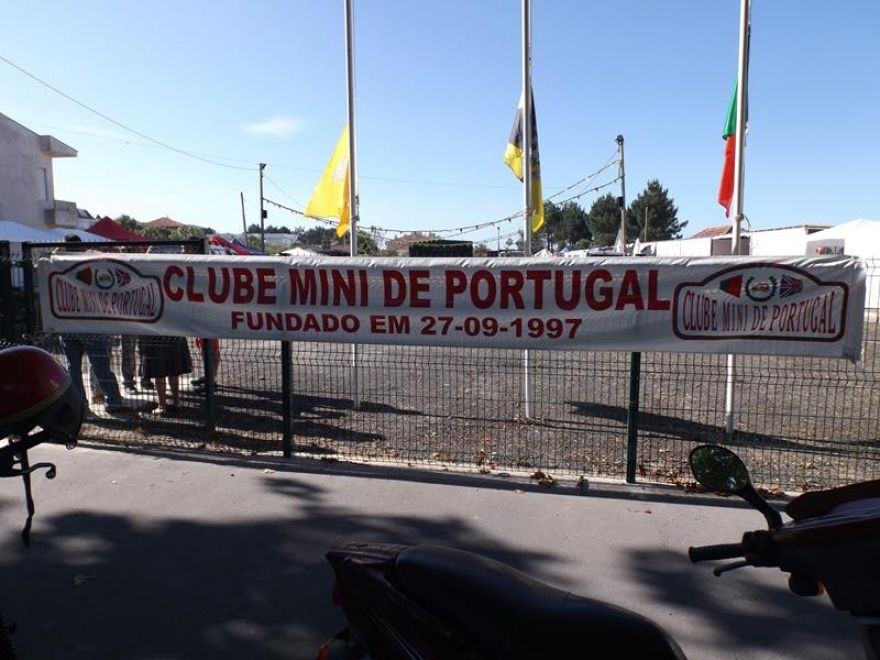 CLUBE MINI DE PORTUGAL
FUNDADO EM 27-09-1997
CLUBE MINI DE PORTUGAL
CLUBE MINI DE PORTUGAL